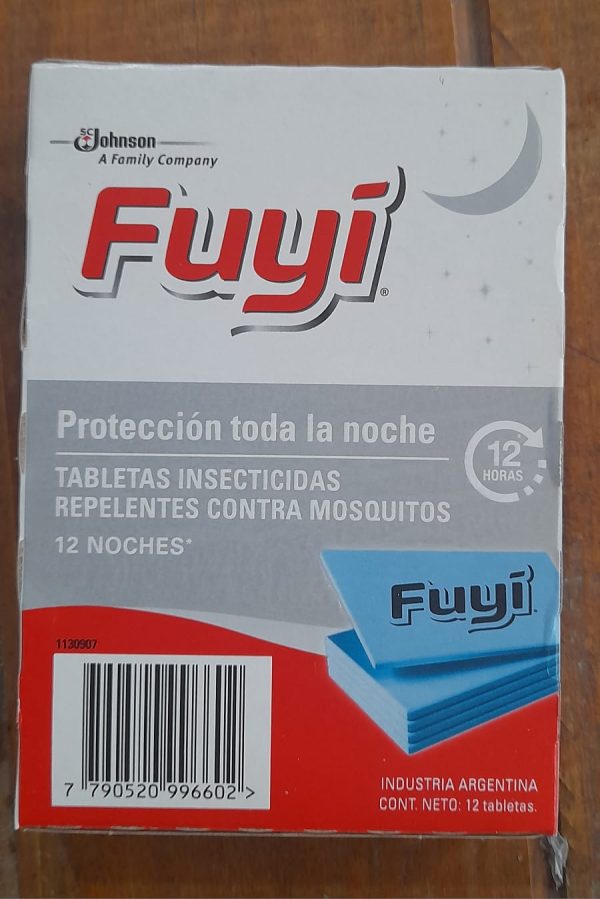 SC Johnson
A Family Company
Fuyí®
Protección toda la noche
12
HORAS
TABLETAS INSECTICIDAS
REPELENTES CONTRA MOSQUITOS
12 NOCHES*
Fuyí
1130907
7 790520 996602 >
INDUSTRIA ARGENTINA
CONT. NETO: 12 tabletas.